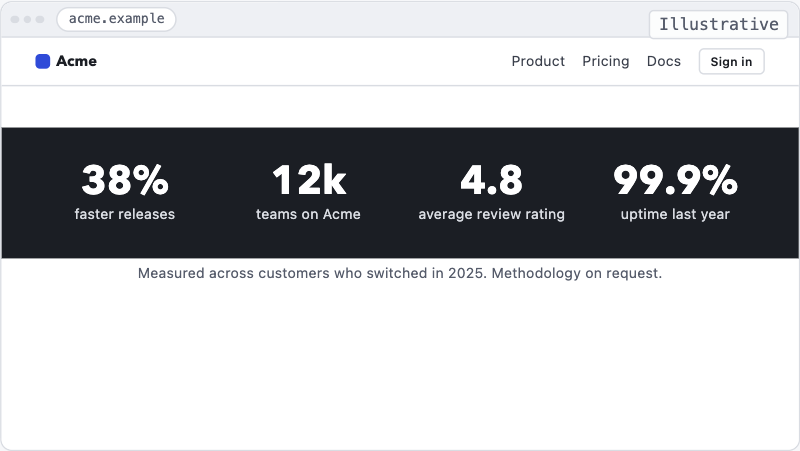 acme.example
Illustrative
Acme
Product Pricing Docs Sign in
38% 12k 4.8 99.9%
faster releases teams on Acme average review rating uptime last year
Measured across customers who switched in 2025. Methodology on request.